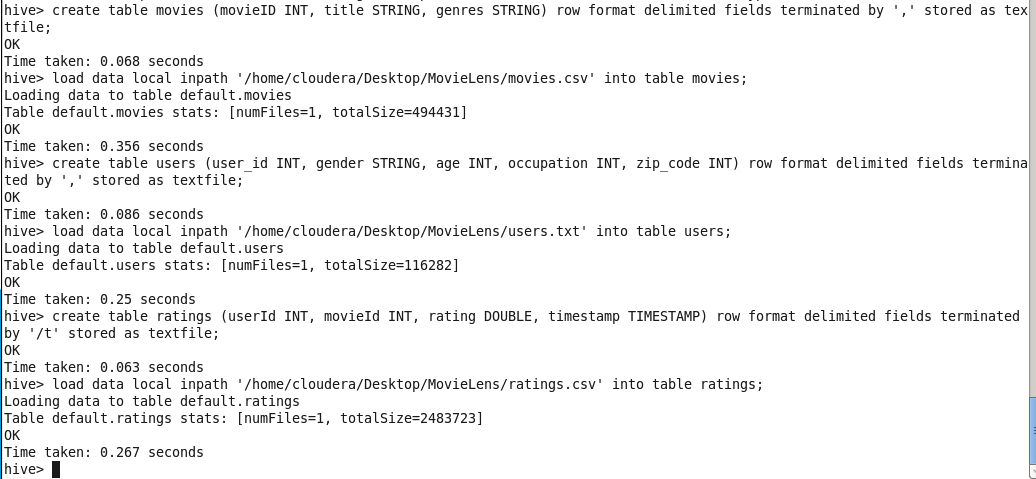 hive> create table movies (movieID INT, title STRING, genres STRING) row format delimited fields terminated by ',' stored as tex
tfile;
OK
Time taken: 0.068 seconds
hive> load data local inpath '/home/cloudera/Desktop/MovieLens/movies.csv' into table movies;
Loading data to table default.movies
Table default.movies stats: [numFiles=1, totalSize=494431]
OK
Time taken: 0.356 seconds
hive> create table users (user_id INT, gender STRING, age INT, occupation INT, zip_code INT) row format delimited fields termina
ted by ',' stored as textfile;
OK
Time taken: 0.086 seconds
hive> load data local inpath '/home/cloudera/Desktop/MovieLens/users.txt' into table users;
Loading data to table default.users
Table default.users stats: [numFiles=1, totalSize=116282]
OK
Time taken: 0.25 seconds
hive> create table ratings (userId INT, movieId INT, rating DOUBLE, timestamp TIMESTAMP) row format delimited fields terminated
by '/t' stored as textfile;
OK
Time taken: 0.063 seconds
hive> load data local inpath '/home/cloudera/Desktop/MovieLens/ratings.csv' into table ratings;
Loading data to table default.ratings
Table default.ratings stats: [numFiles=1, totalSize=2483723]
OK
Time taken: 0.267 seconds
hive>